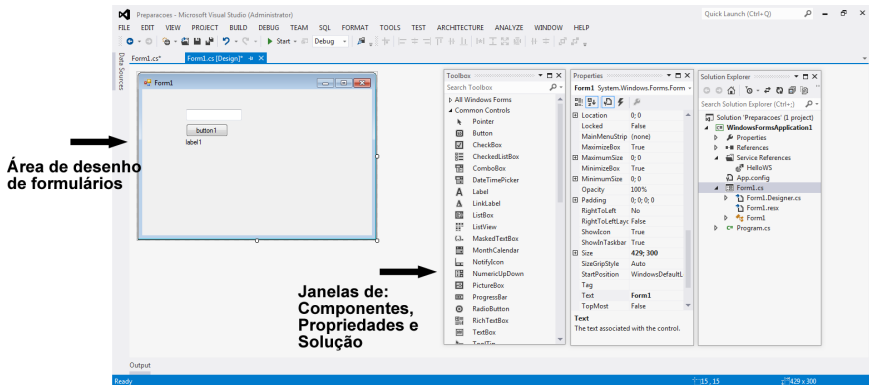 Preparacoes - Microsoft Visual Studio (Administrator)
Quick Launch (Ctrl+Q)
FILE EDIT VIEW PROJECT BUILD DEBUG TEAM SQL FORMAT TOOLS TEST ARCHITECTURE ANALYZE WINDOW HELP
Start Debug
Data Sources
Form1.cs* Form1.cs [Design]*
Form1
button1
label1
Área de desenho
de formulários
Janelas de:
Componentes,
Propriedades e
Solução
Toolbox
Search Toolbox
All Windows Forms
Common Controls
Pointer
Button
CheckBox
CheckedListBox
ComboBox
DateTimePicker
Label
LinkLabel
ListBox
ListView
MaskedTextBox
MonthCalendar
NotifyIcon
NumericUpDown
PictureBox
ProgressBar
RadioButton
RichTextBox
TextBox
ToolTip
Properties
Form1 System.Windows.Forms.Form
Location 0; 0
Locked False
MainMenuStrip (none)
MaximizeBox True
MaximumSize 0; 0
MinimizeBox True
MinimumSize 0; 0
Opacity 100%
Padding 0; 0; 0; 0
RightToLeft No
RightToLeftLayc False
ShowIcon True
ShowInTaskbar True
Size 429; 300
SizeGripStyle Auto
StartPosition WindowsDefaultL
Tag
Text Form1
TopMost False
Text
The text associated with the control.
Solution Explorer
Search Solution Explorer (Ctrl+;)
Solution 'Preparacoes' (1 project)
WindowsFormsApplication1
Properties
References
Service References
HelloWS
App.config
Form1.cs
Form1.Designer.cs
Form1.resx
Form1
Program.cs
Output
Ready 15 , 15 429 x 300